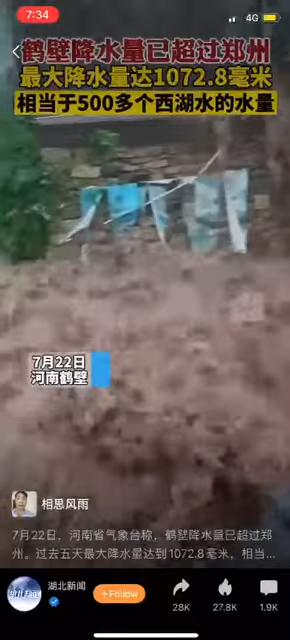 7:34
4G
鹤壁降水量已超过郑州
最大降水量达1072.8毫米
相当于500多个西湖水的水量
7月22日
河南鹤壁
相思风雨
7月22日，河南省气象台称，鹤壁降水量已超过郑
州。过去五天最大降水量达到1072.8毫米，相当...
湖北新闻
+Follow
28K
27.8K
1.9K